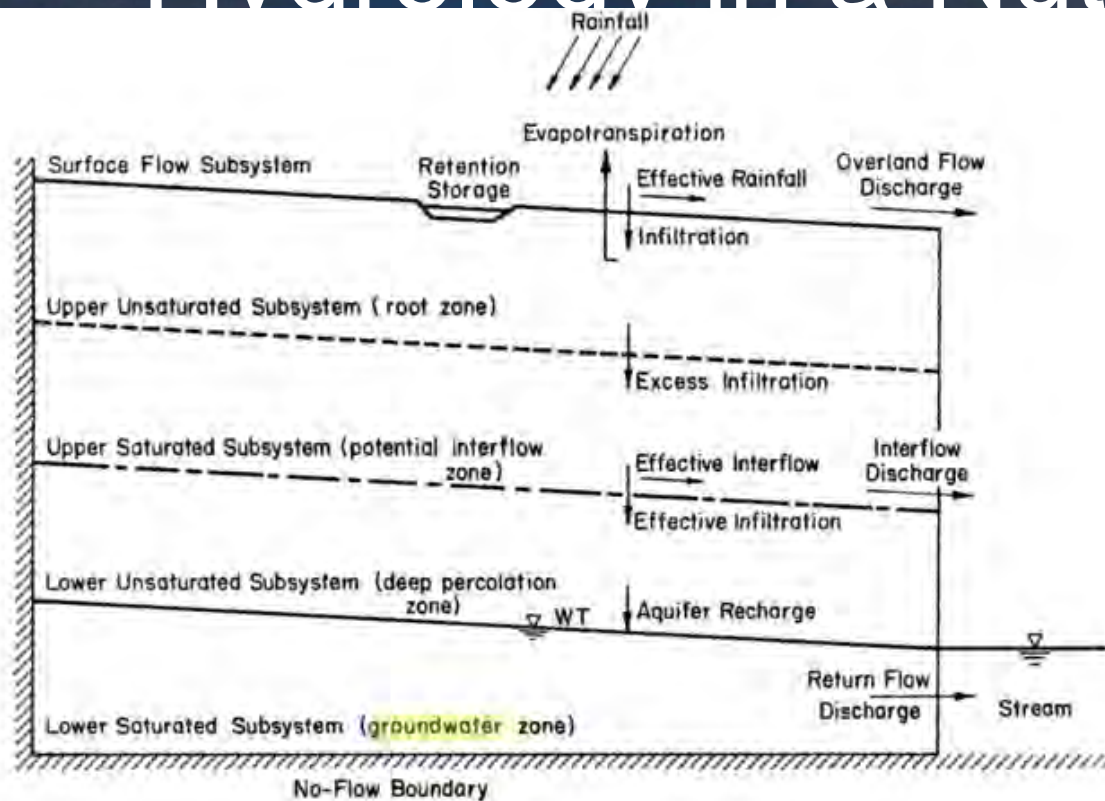 Rainfall
Evapotranspiration
Surface Flow Subsystem
Retention
Storage
Effective Rainfall
Overland Flow
Discharge
Infiltration
Upper Unsaturated Subsystem (root zone)
Excess Infiltration
Upper Saturated Subsystem (potential interflow
zone)
Effective Interflow
Interflow
Discharge
Effective Infiltration
Lower Unsaturated Subsystem (deep percolation
zone)
WT
Aquifer Recharge
Return Flow
Discharge
Stream
Lower Saturated Subsystem (groundwater zone)
No-Flow Boundary